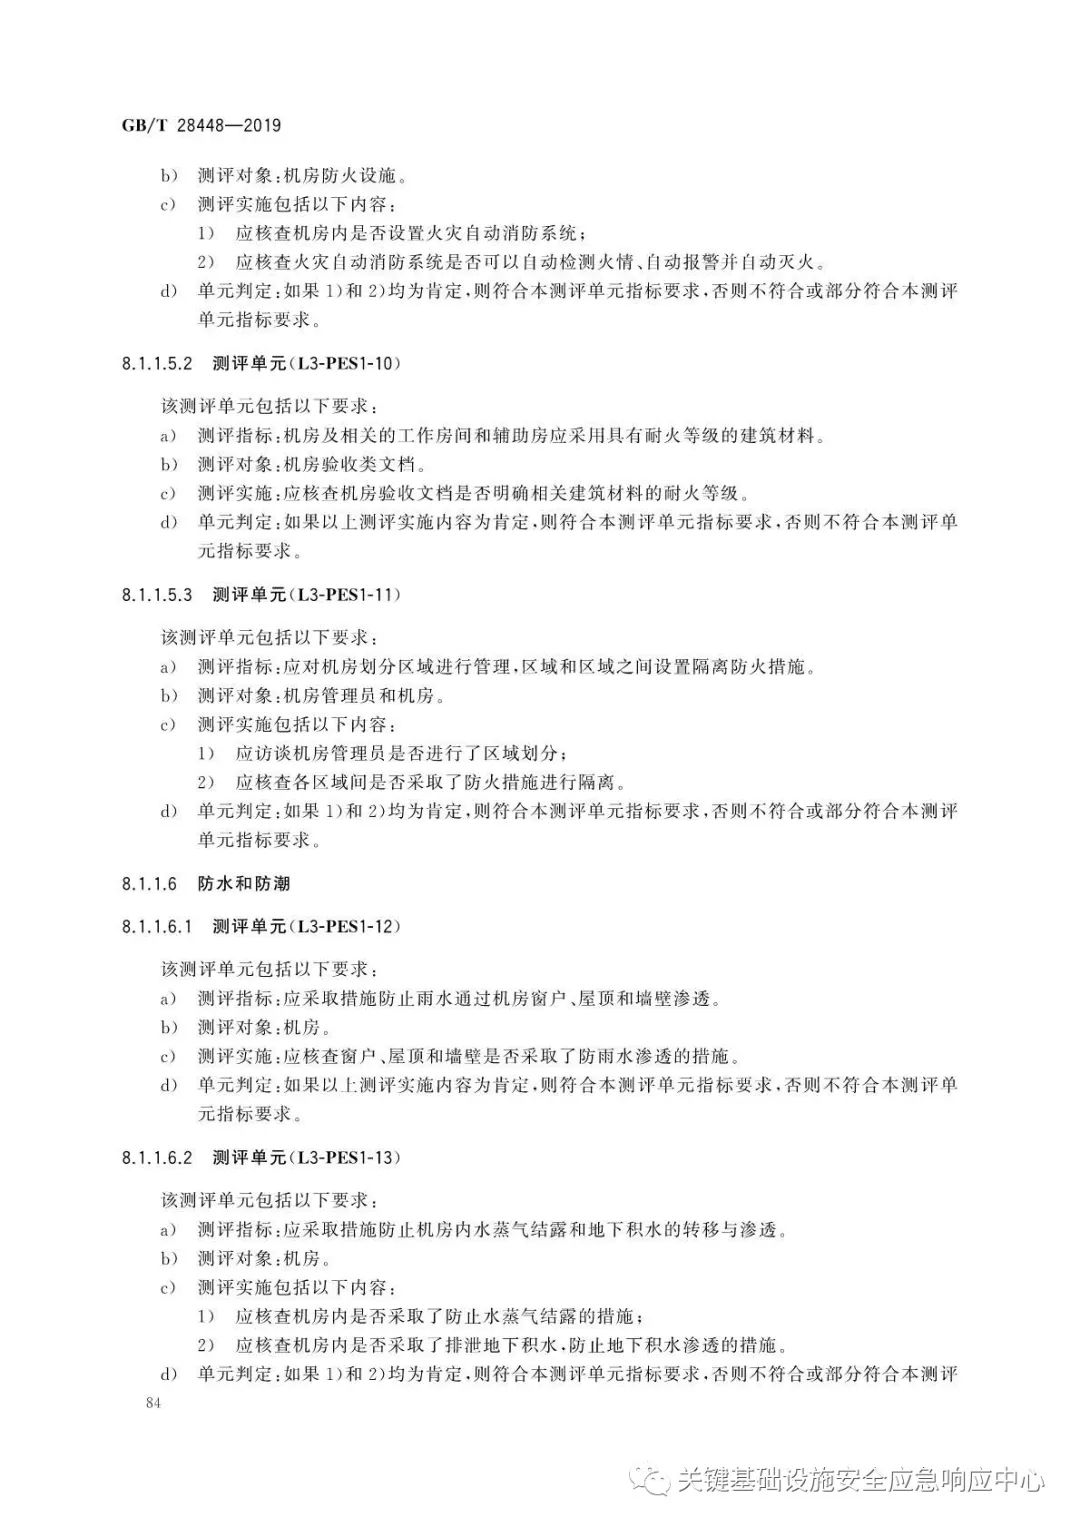 GB/T 28448—2019
b) 测评对象:机房防火设施。
c) 测评实施包括以下内容:
1) 应核查机房内是否设置火灾自动消防系统;
2) 应核查火灾自动消防系统是否可以自动检测火情、自动报警并自动灭火。
d) 单元判定:如果1)和2)均为肯定,则符合本测评单元指标要求,否则不符合或部分符合本测评
单元指标要求。
8.1.1.5.2 测评单元(L3-PES1-10)
该测评单元包括以下要求:
a) 测评指标:机房及相关的工作房间和辅助房应采用具有耐火等级的建筑材料。
b) 测评对象:机房验收类文档。
c) 测评实施:应核查机房验收文档是否明确相关建筑材料的耐火等级。
d) 单元判定:如果以上测评实施内容为肯定,则符合本测评单元指标要求,否则不符合本测评单
元指标要求。
8.1.1.5.3 测评单元(L3-PES1-11)
该测评单元包括以下要求:
a) 测评指标:应对机房划分区域进行管理,区域和区域之间设置隔离防火措施。
b) 测评对象:机房管理员和机房。
c) 测评实施包括以下内容:
1) 应访谈机房管理员是否进行了区域划分;
2) 应核查各区域间是否采取了防火措施进行隔离。
d) 单元判定:如果1)和2)均为肯定,则符合本测评单元指标要求,否则不符合或部分符合本测评
单元指标要求。
8.1.1.6 防水和防潮
8.1.1.6.1 测评单元(L3-PES1-12)
该测评单元包括以下要求:
a) 测评指标:应采取措施防止雨水通过机房窗户、屋顶和墙壁渗透。
b) 测评对象:机房。
c) 测评实施:应核查窗户、屋顶和墙壁是否采取了防雨水渗透的措施。
d) 单元判定:如果以上测评实施内容为肯定,则符合本测评单元指标要求,否则不符合本测评单
元指标要求。
8.1.1.6.2 测评单元(L3-PES1-13)
该测评单元包括以下要求:
a) 测评指标:应采取措施防止机房内水蒸气结露和地下积水的转移与渗透。
b) 测评对象:机房。
c) 测评实施包括以下内容:
1) 应核查机房内是否采取了防止水蒸气结露的措施;
2) 应核查机房内是否采取了排泄地下积水,防止地下积水渗透的措施。
d) 单元判定:如果1)和2)均为肯定,则符合本测评单元指标要求,否则不符合或部分符合本测评
84
关键基础设施安全应急响应中心